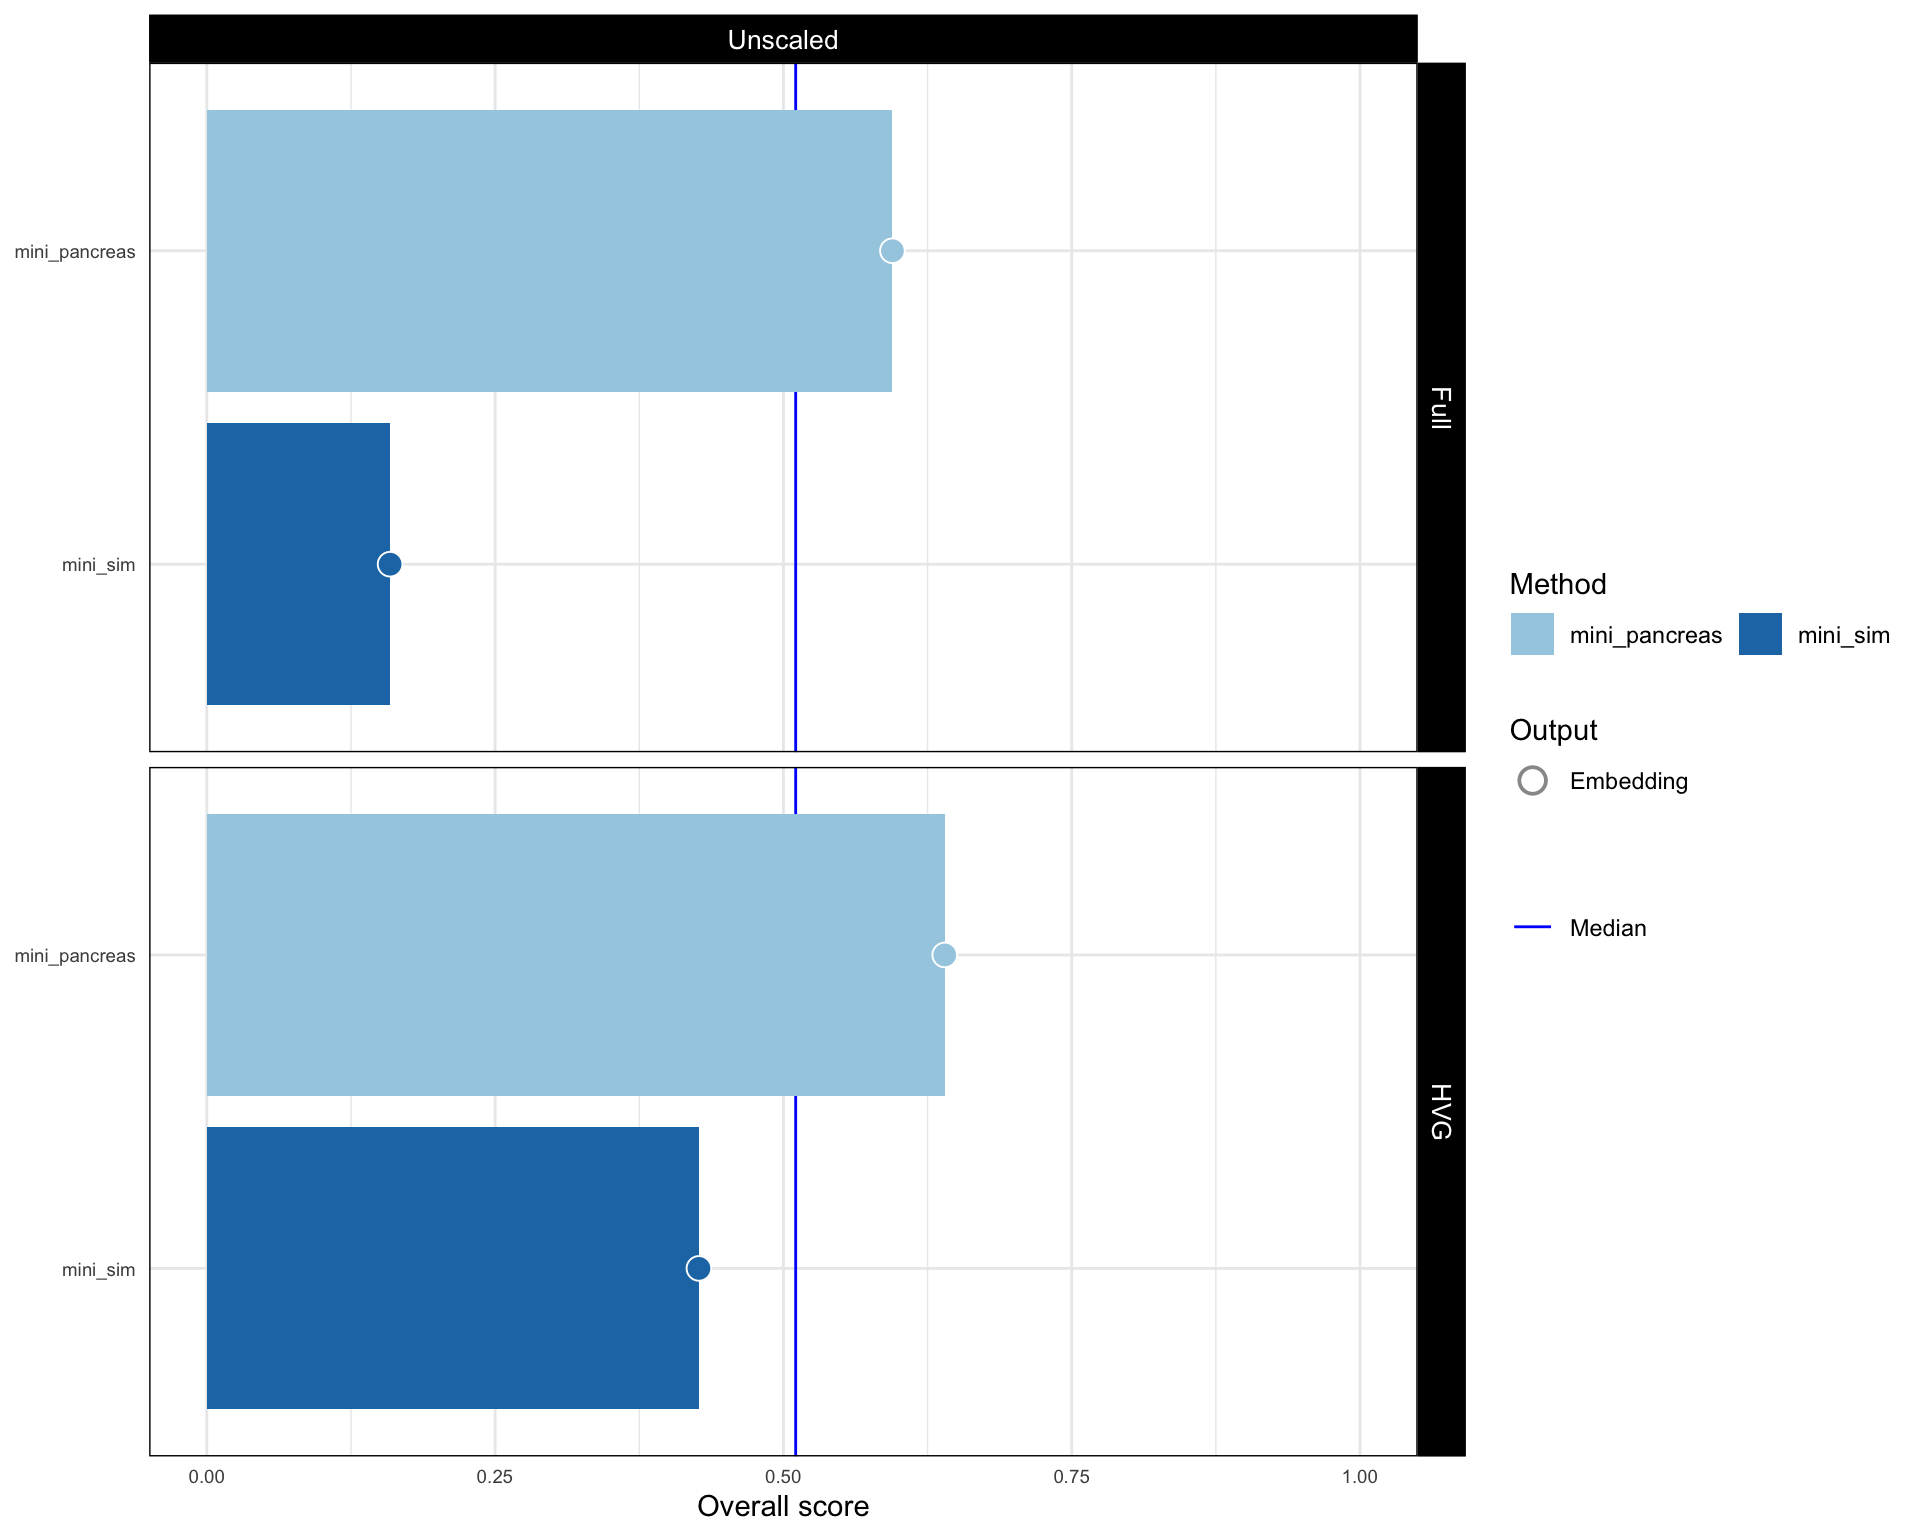 Unscaled
Full
mini_pancreas
mini_sim
HVG
mini_pancreas
mini_sim
0.00 0.25 0.50 0.75 1.00
Overall score
Method
mini_pancreas mini_sim
Output
Embedding
Median